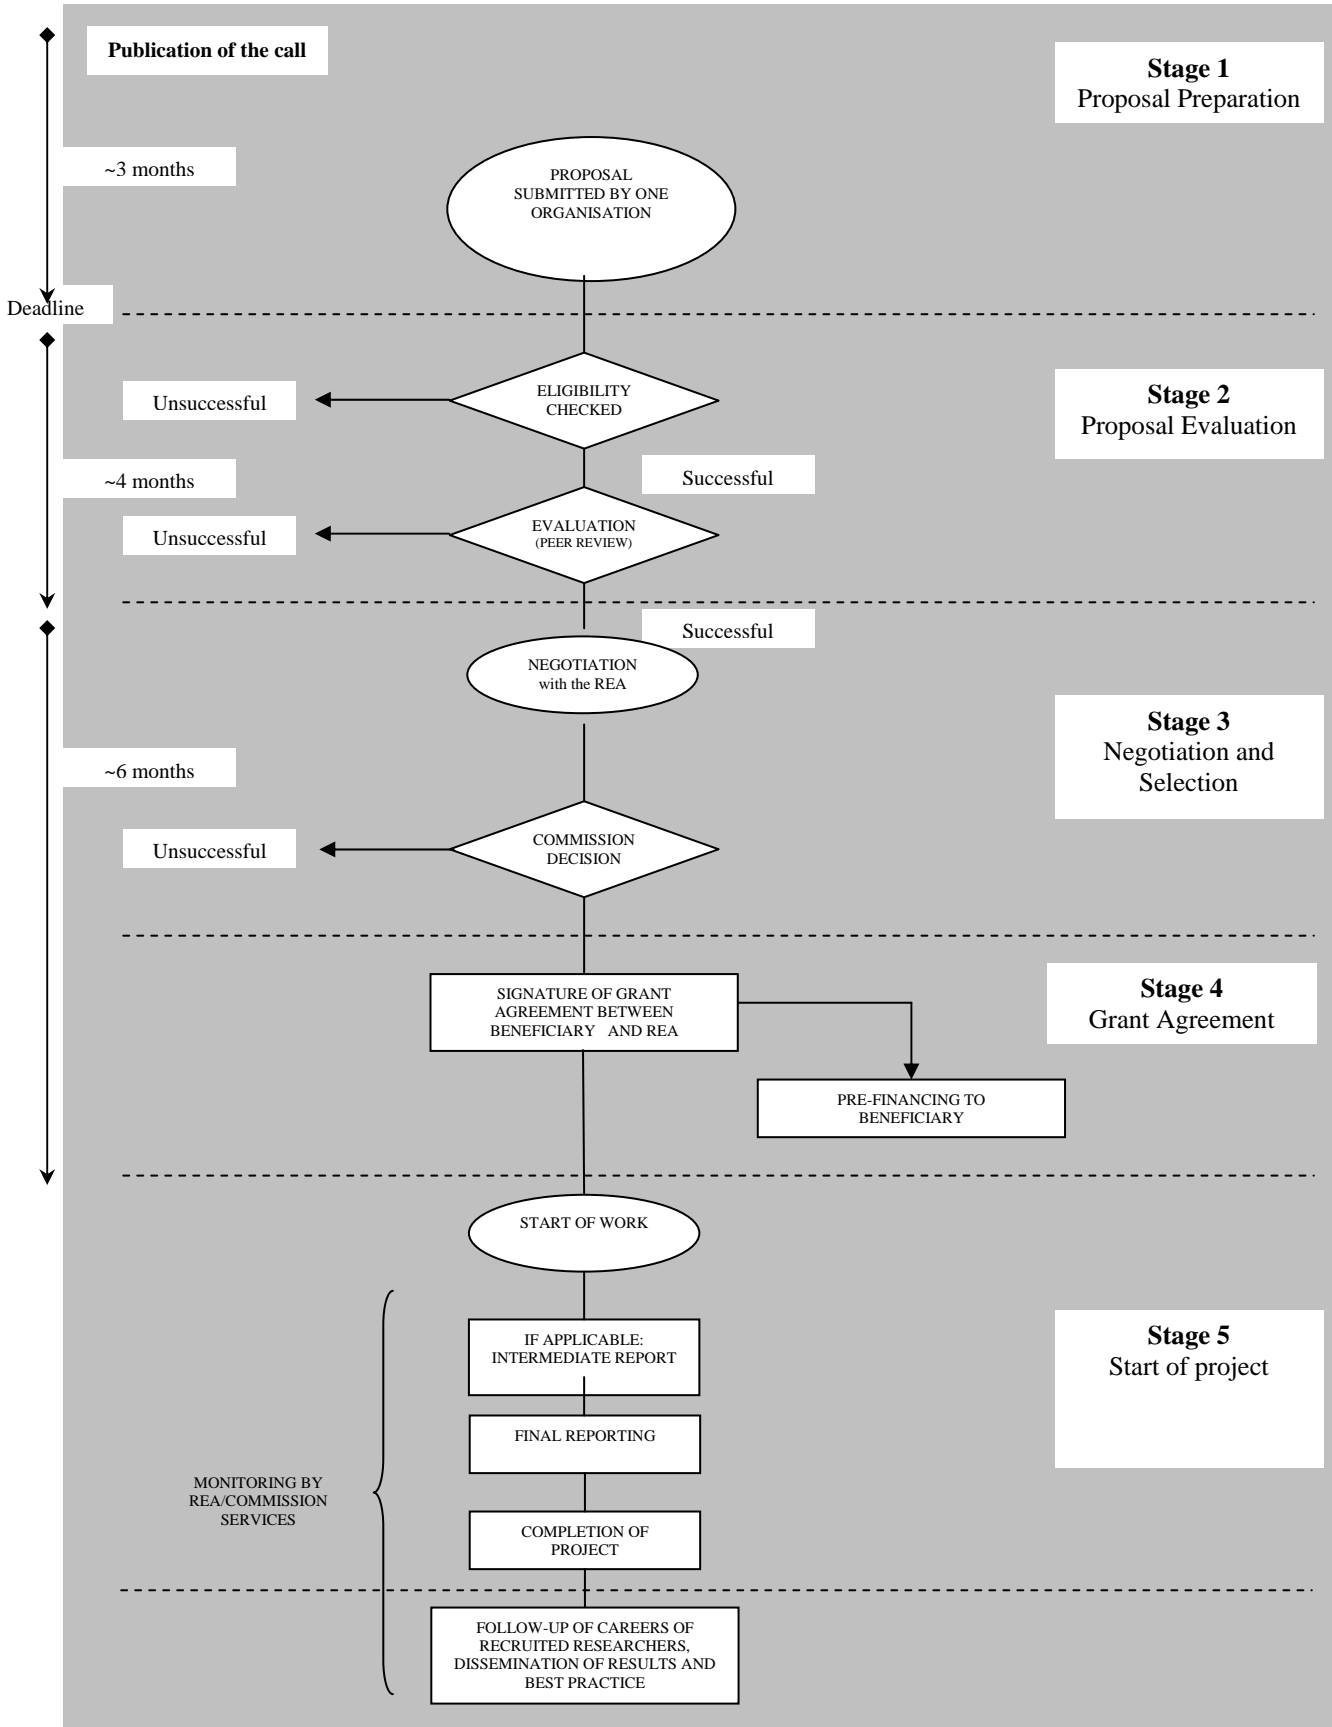 Publication of the call
Stage 1
Proposal Preparation
~3 months
PROPOSAL
SUBMITTED BY ONE
ORGANISATION
Deadline
Unsuccessful
ELIGIBILITY
CHECKED
Stage 2
Proposal Evaluation
~4 months
Successful
Unsuccessful
EVALUATION
(PEER REVIEW)
Successful
NEGOTIATION
with the REA
Stage 3
Negotiation and
Selection
~6 months
Unsuccessful
COMMISSION
DECISION
SIGNATURE OF GRANT
AGREEMENT BETWEEN
BENEFICIARY AND REA
Stage 4
Grant Agreement
PRE-FINANCING TO
BENEFICIARY
START OF WORK
IF APPLICABLE:
INTERMEDIATE REPORT
Stage 5
Start of project
FINAL REPORTING
MONITORING BY
REA/COMMISSION
SERVICES
COMPLETION OF
PROJECT
FOLLOW-UP OF CAREERS OF
RECRUITED RESEARCHERS,
DISSEMINATION OF RESULTS AND
BEST PRACTICE